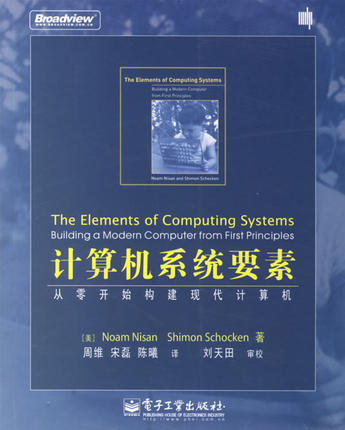 Broadview®
WWW.BROADVIEW.COM.CN
The Elements of Computing Systems
Building a Modern Computer
from First Principles
Noam Nisan and Shimon Schocken
The Elements of Computing Systems
Building a Modern Computer from First Principles
计算机系统要素
从零开始构建现代计算机
[美] Noam Nisan Shimon Schocken 著
周维 宋磊 陈曦 译 刘天田 审校
电子工业出版社
PUBLISHING HOUSE OF ELECTRONICS INDUSTRY